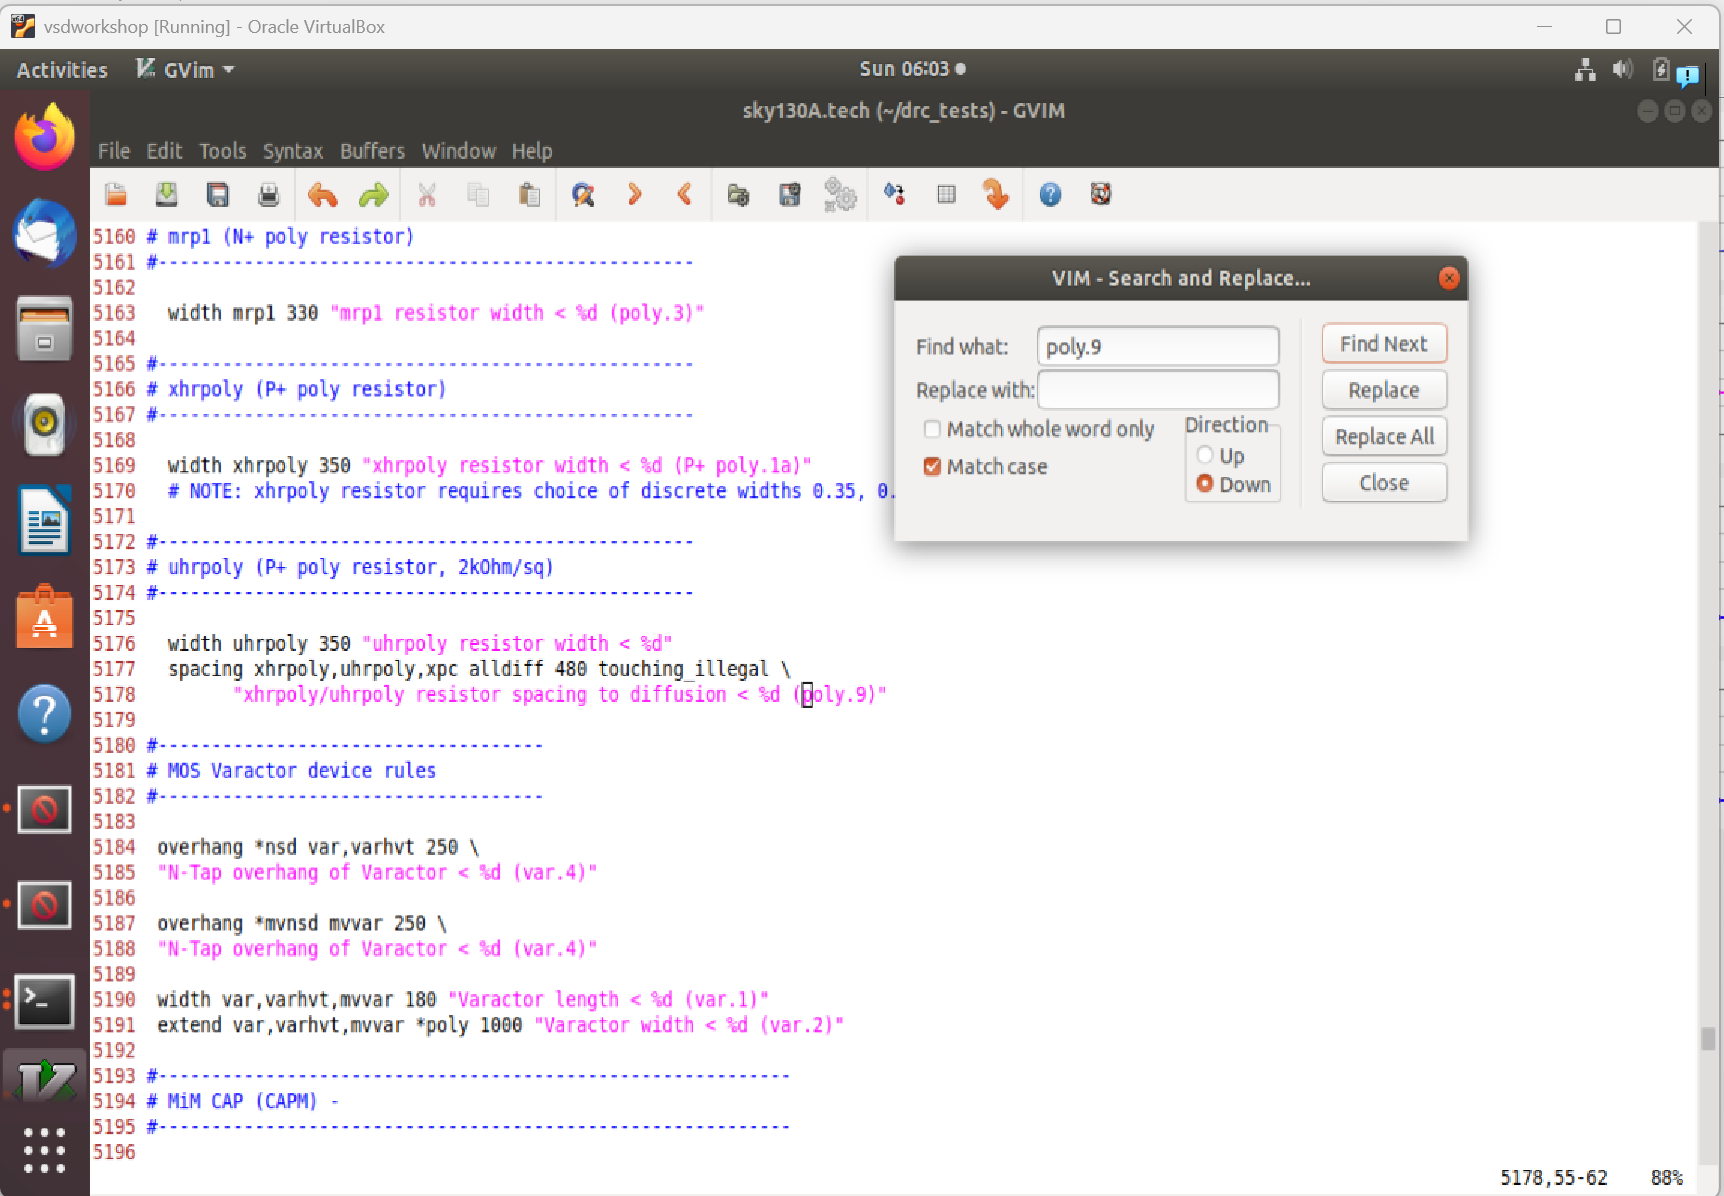 vsdworkshop [Running] - Oracle VirtualBox
Activities GVim Sun 06:03
sky130A.tech (~/drc_tests) - GVIM
File Edit Tools Syntax Buffers Window Help
5160 # mrp1 (N+ poly resistor)
5161 #--------------------------------------------------
5162
5163 width mrp1 330 "mrp1 resistor width < %d (poly.3)"
5164
5165 #--------------------------------------------------
5166 # xhrpoly (P+ poly resistor)
5167 #--------------------------------------------------
5168
5169 width xhrpoly 350 "xhrpoly resistor width < %d (P+ poly.1a)"
5170 # NOTE: xhrpoly resistor requires choice of discrete widths 0.35, 0.
5171
5172 #--------------------------------------------------
5173 # uhrpoly (P+ poly resistor, 2kOhm/sq)
5174 #--------------------------------------------------
5175
5176 width uhrpoly 350 "uhrpoly resistor width < %d"
5177 spacing xhrpoly,uhrpoly,xpc alldiff 480 touching_illegal \
5178 "xhrpoly/uhrpoly resistor spacing to diffusion < %d (poly.9)"
5179
5180 #------------------------------------
5181 # MOS Varactor device rules
5182 #------------------------------------
5183
5184 overhang *nsd var,varhvt 250 \
5185 "N-Tap overhang of Varactor < %d (var.4)"
5186
5187 overhang *mvnsd mvvar 250 \
5188 "N-Tap overhang of Varactor < %d (var.4)"
5189
5190 width var,varhvt,mvvar 180 "Varactor length < %d (var.1)"
5191 extend var,varhvt,mvvar *poly 1000 "Varactor width < %d (var.2)"
5192
5193 #-----------------------------------------------------------
5194 # MiM CAP (CAPM) -
5195 #-----------------------------------------------------------
5196
5178,55-62 88%
VIM - Search and Replace...
Find what: poly.9 Find Next
Replace with: Replace
Match whole word only Direction Replace All
Up
Match case
Down Close